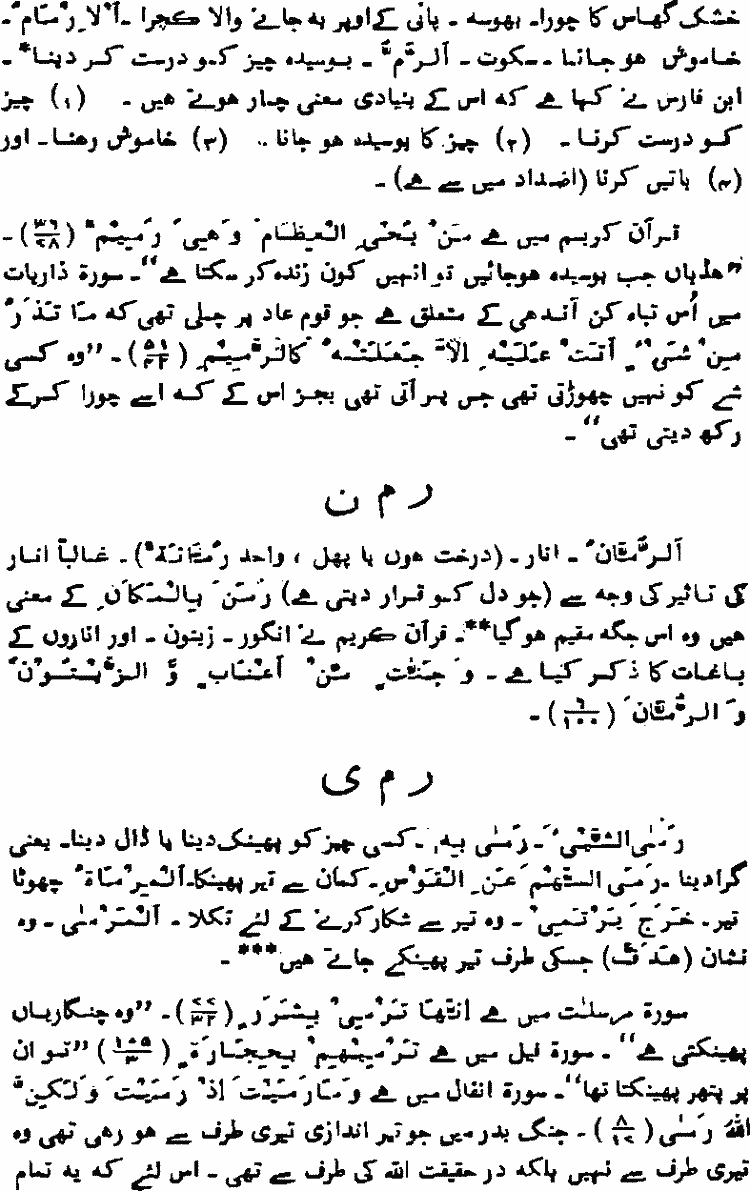 خشک گھاس کا چورا۔ بھوسہ ۔ پانی کے اوپر بہ جانے والا کچرا ۔ اَلْاِرْمَامُ ۔
خاموش ہو جانا ۔ سکوت ۔ اَلرَّمُّ ۔ بوسیدہ چیز کو درست کر دینا* ۔
ابن فارس نے کہا ہے کہ اس کے بنیادی معنی چار ہوتے ہیں ۔ (۱) چیز
کو درست کرنا ۔ (۲) چیز کا بوسیدہ ہو جانا ۔ (۳) خاموش رہنا ۔ اور
(۴) باتیں کرنا (اضداد میں سے ہے) ۔
قرآن کریم میں ہے مَنْ يُّحْيِ الْعِظَامَ وَ هِيَ رَمِيْمٌ (۳۶/۷۸) ۔
”ہڈیاں جب بوسیدہ ہوجائیں تو انہیں کون زندہ کر سکتا ہے“ ۔ سورۃ ذاریات
میں اُس تباہ کن آندھی کے متعلق ہے جو قوم عاد پر چلی تھی کہ مَا تَذَرُ
مِنْ شَيْءٍ اَتَتْ عَلَيْهِ اِلَّا جَعَلَتْهُ كَالرَّمِيْمِ (۵۱/۴۲) ۔ ”وہ کسی
شے کو نہیں چھوڑتی تھی جس پر آتی تھی بجز اس کے کہ اسے چورا کرکے
رکھ دیتی تھی“ ۔
ر م ن
اَلرُّمَّانُ ۔ انار ۔ (درخت ہوں یا پھل ، واحد رُمَّانَةٌ) ۔ غالباً انار
کی تاثیر کی وجہ سے (جو دل کو قرار دیتی ہے) رَمَنَ بِالْمَكَانِ کے معنی
ہیں وہ اس جگہ مقیم ہو گیا** ۔ قرآن کریم نے انگور ۔ زیتون ۔ اور اناروں کے
باغات کا ذکر کیا ہے ۔ وَ جَنّٰتٍ مِّنْ اَعْنَابٍ وَّ الزَّيْتُوْنَ
وَ الرُّمَّانَ (۶/۱۰۰) ۔
ر م ی
رَمَى الشَّيْءَ ۔ رَمٰى بِهٖ ۔ کسی چیز کو پھینک دینا یا ڈال دینا۔ یعنی
گرادینا ۔ رَمَى السَّهْمَ عَنِ الْقَوْسِ ۔ کمان سے تیر پھینکا۔ اَلْمِرْمَاةُ چھوٹا
تیر ۔ خَرَجَ يَرْتَمِيْ ۔ وہ تیر سے شکار کرنے کے لئے نکلا ۔ اَلْمَرْمٰى ۔ وہ
نشان (ہَدَف) جسکی طرف تیر پھینکے جاتے ہیں*** ۔
سورۃ مرسلٰت میں ہے اِنَّهَا تَرْمِيْ بِشَرَرٍ (۷۷/۳۲) ۔ ”وہ چنگاریاں
پھینکتی ہے“ ۔ سورۃ فیل میں ہے تَرْمِيْهِمْ بِحِجَارَةٍ (۱۰۵/۴) ”تو ان
پر پتھر پھینکتا تھا“ ۔ سورۃ انفال میں ہے وَ مَا رَمَيْتَ اِذْ رَمَيْتَ وَ لٰكِنَّ
اللّٰهَ رَمٰى (۸/۱۷) ۔ جنگ بدر میں جو تیر اندازی تیری طرف سے ہو رہی تھی وہ
تیری طرف سے نہیں بلکہ در حقیقت اللہ کی طرف سے تھی ۔ اس لئے کہ یہ تمام